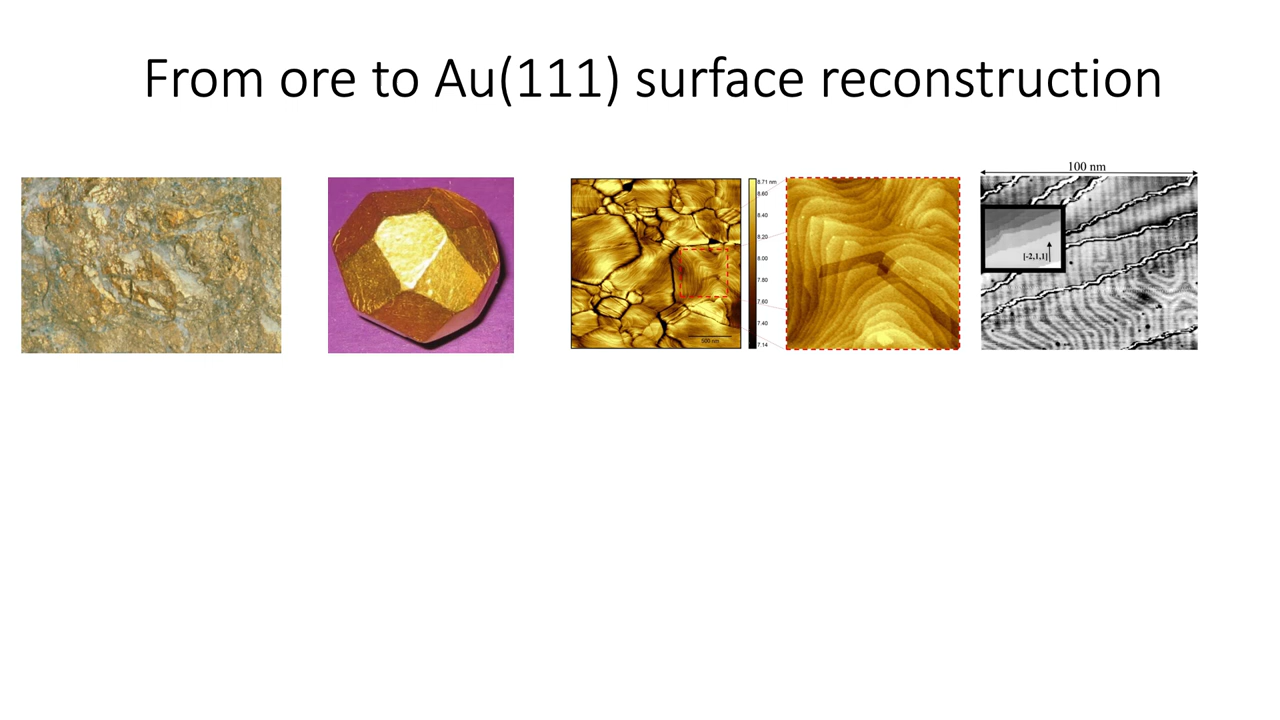 From ore to Au(111) surface reconstruction
100 nm
8.71 nm
8.60
8.40
8.20
8.00
7.80
7.60
7.40
7.14
500 nm
[-2,1,1]